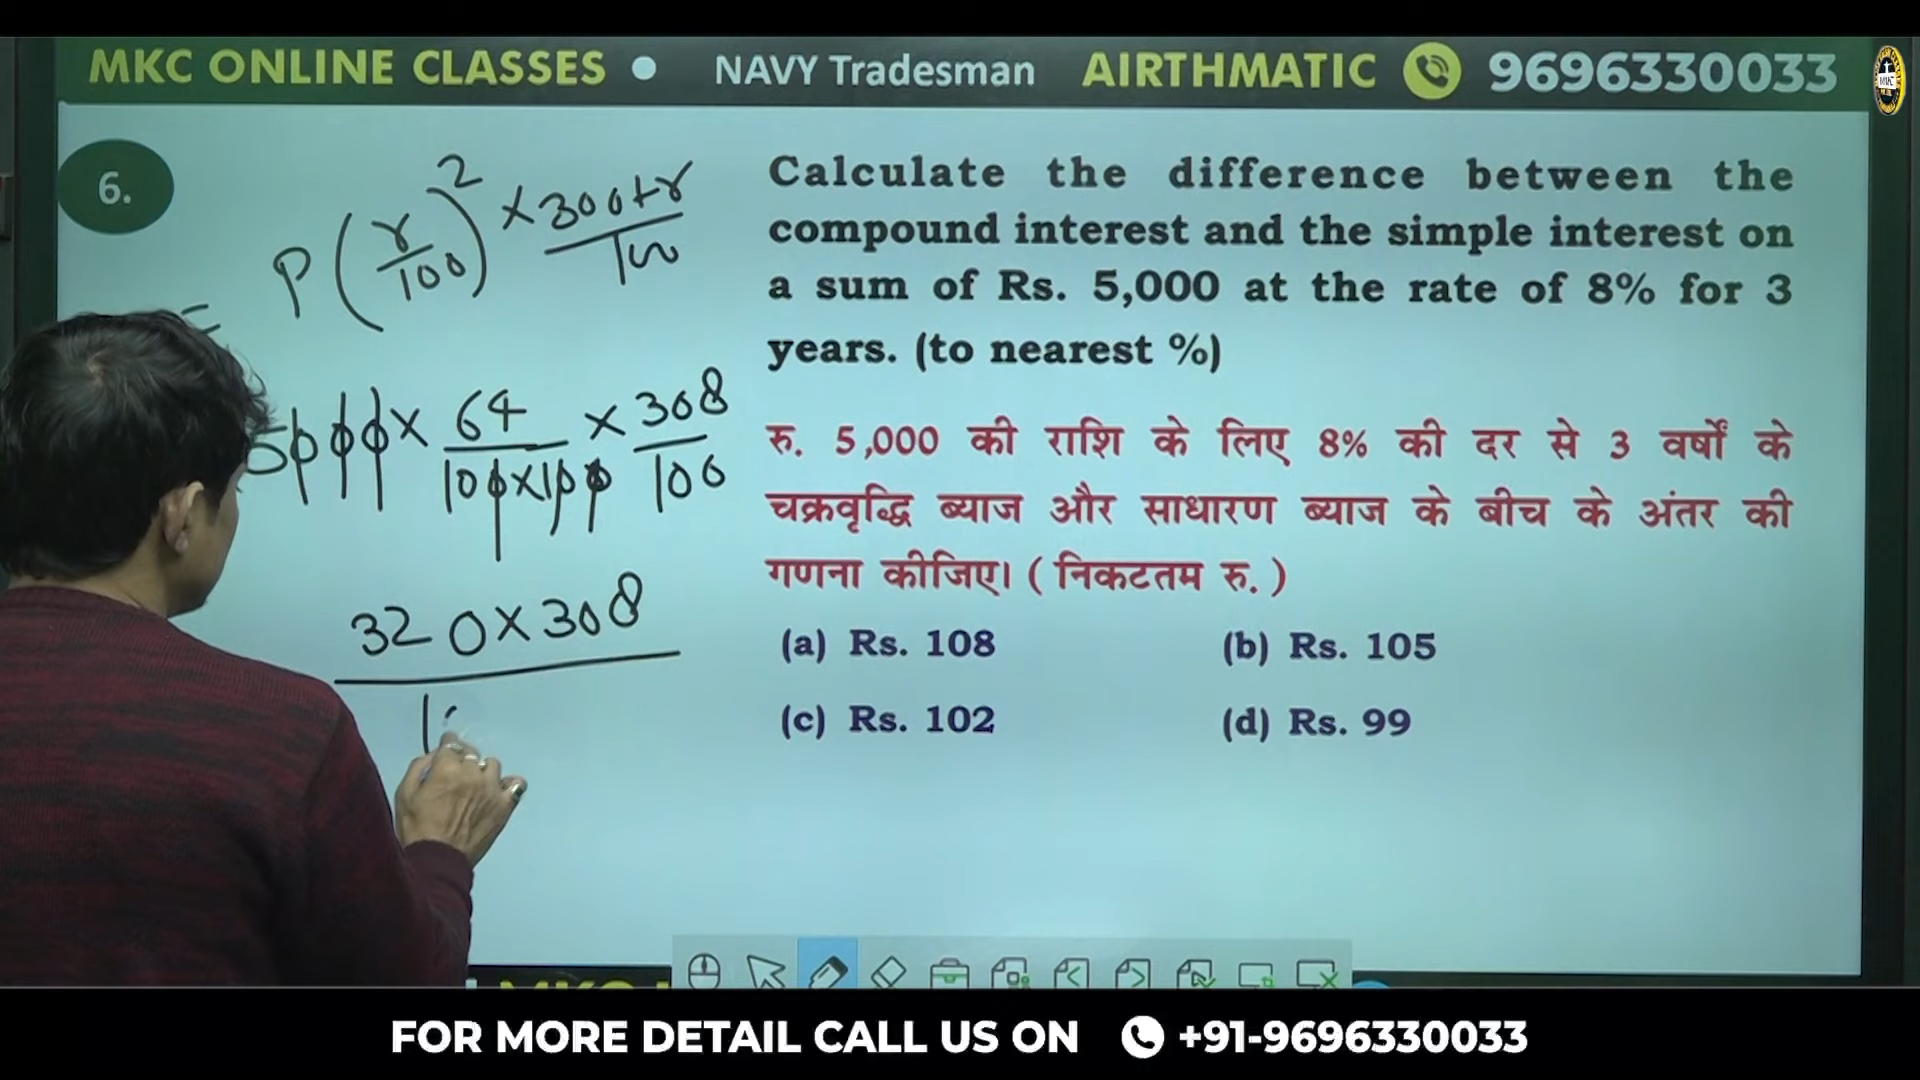 MKC ONLINE CLASSES • NAVY Tradesman AIRTHMATIC 9696330033
6.
= P(r/100)² × 300+r/100
5000 × 64/100×100 × 308/100
320×308
10
Calculate the difference between the
compound interest and the simple interest on
a sum of Rs. 5,000 at the rate of 8% for 3
years. (to nearest %)
रु. 5,000 की राशि के लिए 8% की दर से 3 वर्षों के
चक्रवृद्धि ब्याज और साधारण ब्याज के बीच के अंतर की
गणना कीजिए। ( निकटतम रु. )
(a) Rs. 108 (b) Rs. 105
(c) Rs. 102 (d) Rs. 99
FOR MORE DETAIL CALL US ON +91-9696330033